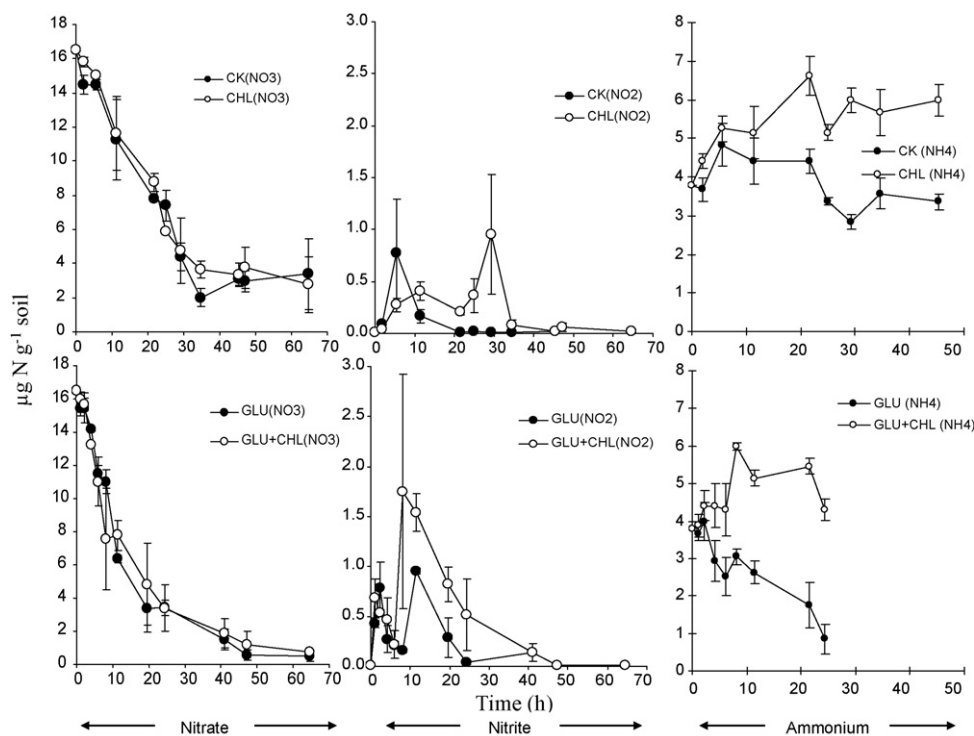 18
16
14
12
10
8
6
4
2
0
0 10 20 30 40 50 60 70
CK(NO3)
CHL(NO3)
3.0
2.5
2.0
1.5
1.0
0.5
0.0
0 10 20 30 40 50 60 70
CK(NO2)
CHL(NO2)
8
7
6
5
4
3
2
1
0
0 10 20 30 40 50
CK (NH4)
CHL (NH4)
µg N g⁻¹ soil
18
16
14
12
10
8
6
4
2
0
0 10 20 30 40 50 60 70
GLU(NO3)
GLU+CHL(NO3)
3.0
2.5
2.0
1.5
1.0
0.5
0.0
0 10 20 30 40 50 60 70
GLU(NO2)
GLU+CHL(NO2)
8
7
6
5
4
3
2
1
0
0 10 20 30 40 50
GLU (NH4)
GLU+CHL (NH4)
Time (h)
Nitrate
Nitrite
Ammonium